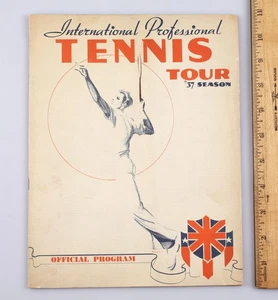 International Professional
TENNIS
TOUR
'37 SEASON
OFFICIAL PROGRAM